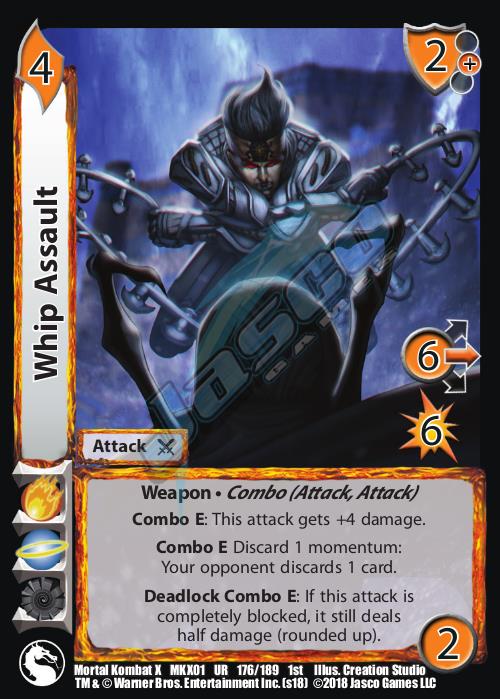 4
2 +
Whip Assault
Jasco
GAMES
6
6
Attack
Weapon • Combo (Attack, Attack)
Combo E: This attack gets +4 damage.
Combo E Discard 1 momentum:
Your opponent discards 1 card.
Deadlock Combo E: If this attack is
completely blocked, it still deals
half damage (rounded up).
2
Mortal Kombat X MKX01 UR 176/189 1st Illus. Creation Studio
TM & © Warner Bros. Entertainment Inc. (s18) ©2018 Jasco Games LLC